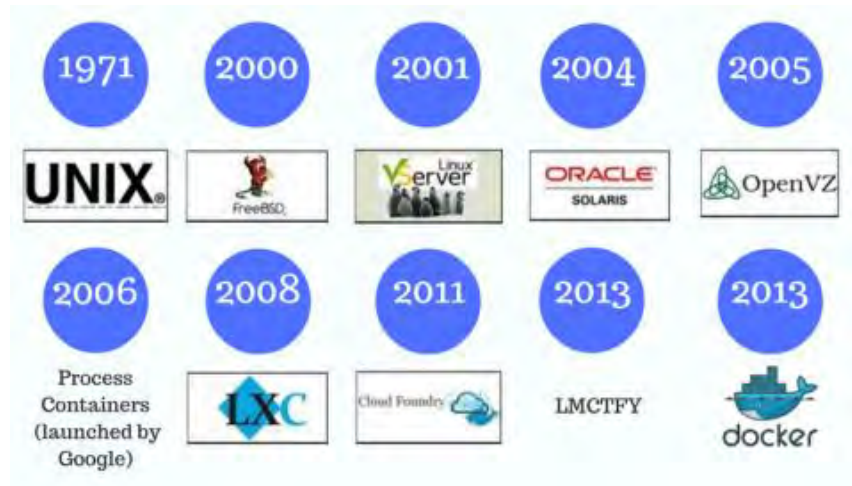 1971
2000
2001
2004
2005
UNIX®
FreeBSD
Linux
VServer
ORACLE
SOLARIS
OpenVZ
2006
2008
2011
2013
2013
Process
Containers
(launched by
Google)
LXC
Cloud Foundry
LMCTFY
docker